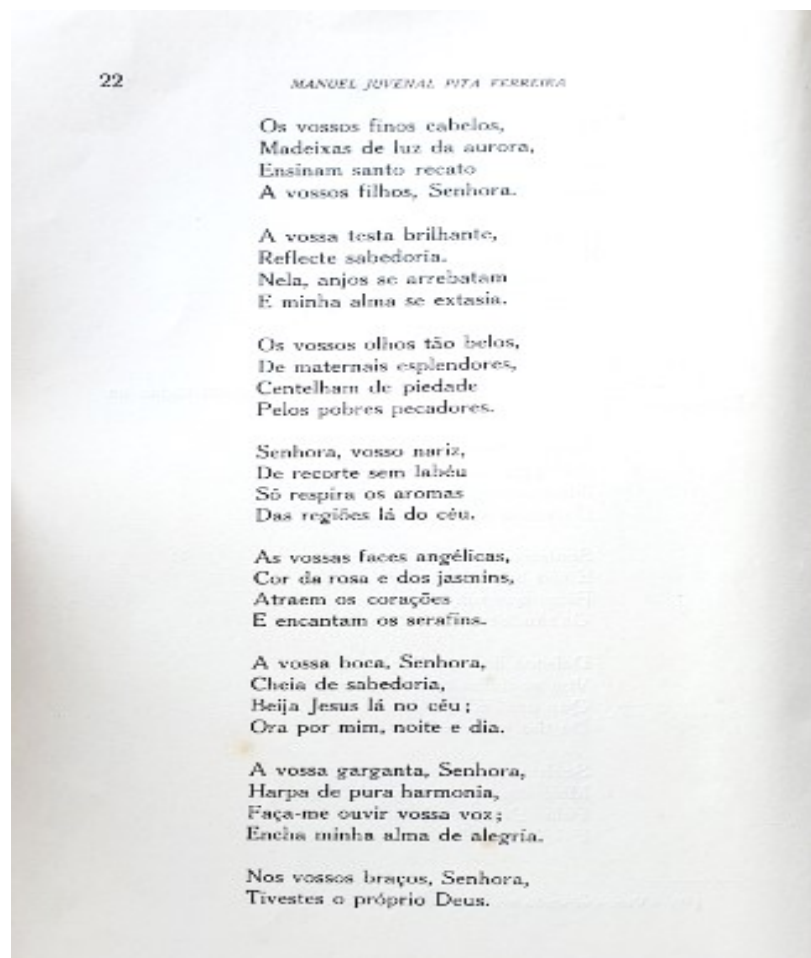 22
MANUEL JUVENAL PITA FERREIRA
Os vossos finos cabelos,
Madeixas de luz da aurora,
Ensinam santo recato
A vossos filhos, Senhora.
A vossa testa brilhante,
Reflecte sabedoria.
Nela, anjos se arrebatam
E minha alma se extasia.
Os vossos olhos tão belos,
De maternais esplendores,
Centelham de piedade
Pelos pobres pecadores.
Senhora, vosso nariz,
De recorte sem labéu
Só respira os aromas
Das regiões lá do céu.
As vossas faces angélicas,
Cor da rosa e dos jasmins,
Atraem os corações
E encantam os serafins.
A vossa boca, Senhora,
Cheia de sabedoria,
Beija Jesus lá no céu;
Ora por mim, noite e dia.
A vossa garganta, Senhora,
Harpa de pura harmonia,
Faça-me ouvir vossa voz;
Encha minha alma de alegria.
Nos vossos braços, Senhora,
Tivestes o próprio Deus.